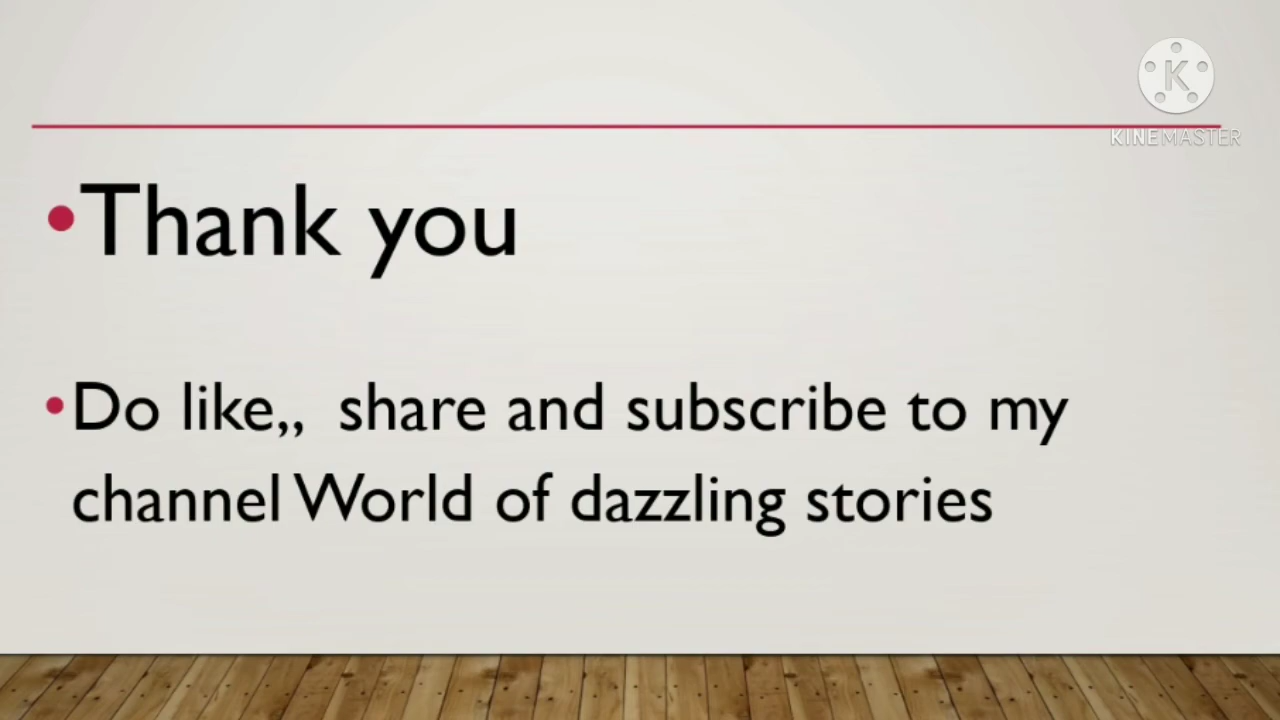 K
KINEMASTER
•Thank you
•Do like,, share and subscribe to my
channel World of dazzling stories